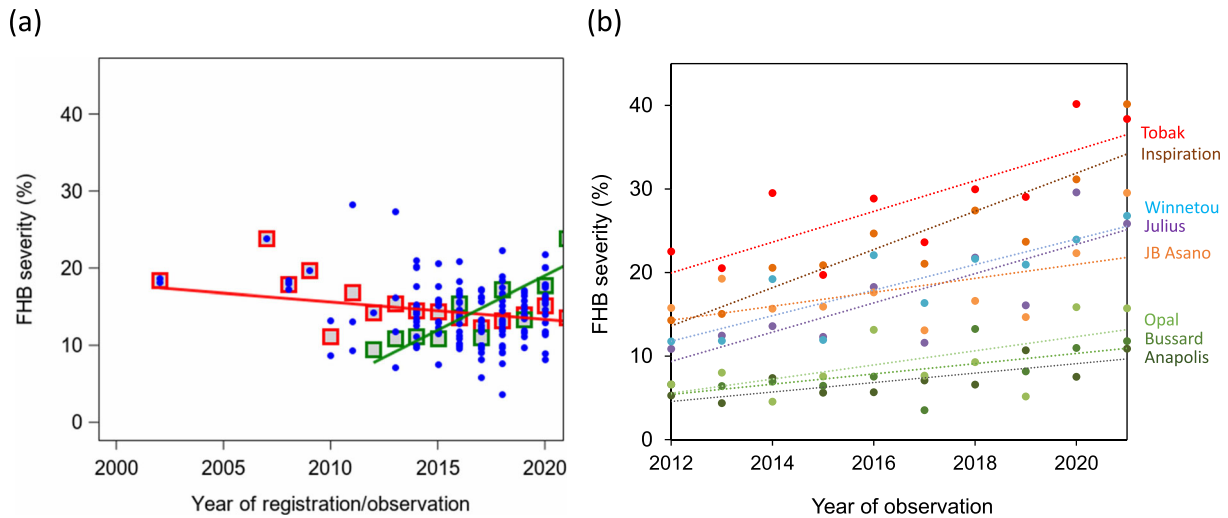 (a)
FHB severity (%)
40
30
20
10
0
2000 2005 2010 2015 2020
Year of registration/observation
(b)
FHB severity (%)
40
30
20
10
0
2012 2014 2016 2018 2020
Year of observation
Tobak
Inspiration
Winnetou
Julius
JB Asano
Opal
Bussard
Anapolis